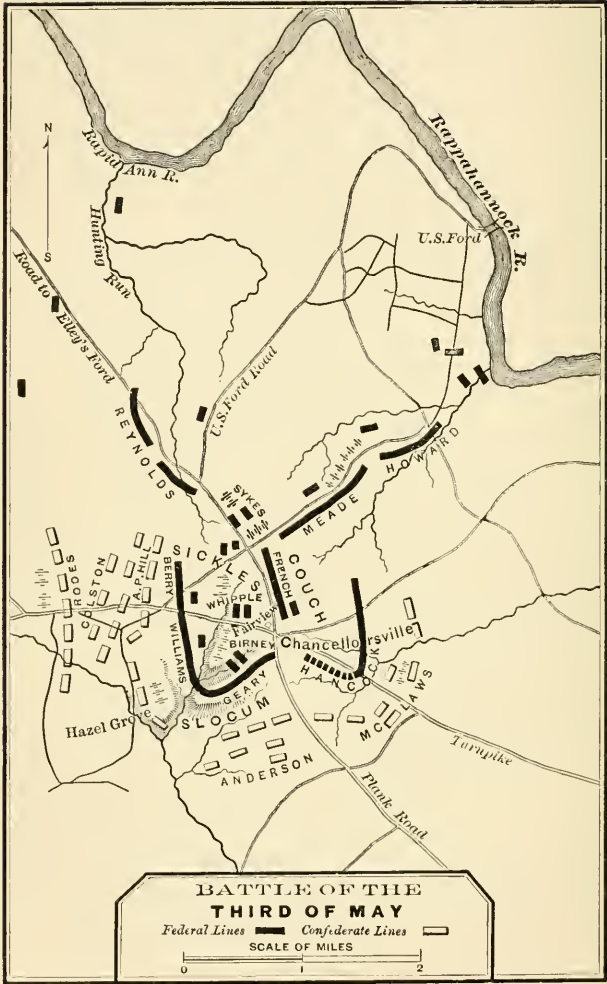 N
S
Rapid Ann R.
Rappahannock R.
Hunting Run
U.S.Ford
Road to Elley's Ford
U.S.Ford Road
REYNOLDS
HOWARD
MEADE
SYKES
SICKLES
COUCH
FRENCH
RODES
COLSTON
A.P.HILL
BERRY
WHIPPLE
Fairview
WILLIAMS
BIRNEY
Chancellorsville
HANCOCK
GEARY
SLOCUM
Hazel Grove
MC LAWS
ANDERSON
Turnpike
Plank Road
BATTLE OF THE
THIRD OF MAY
Federal Lines Confederate Lines
SCALE OF MILES
0 1 2